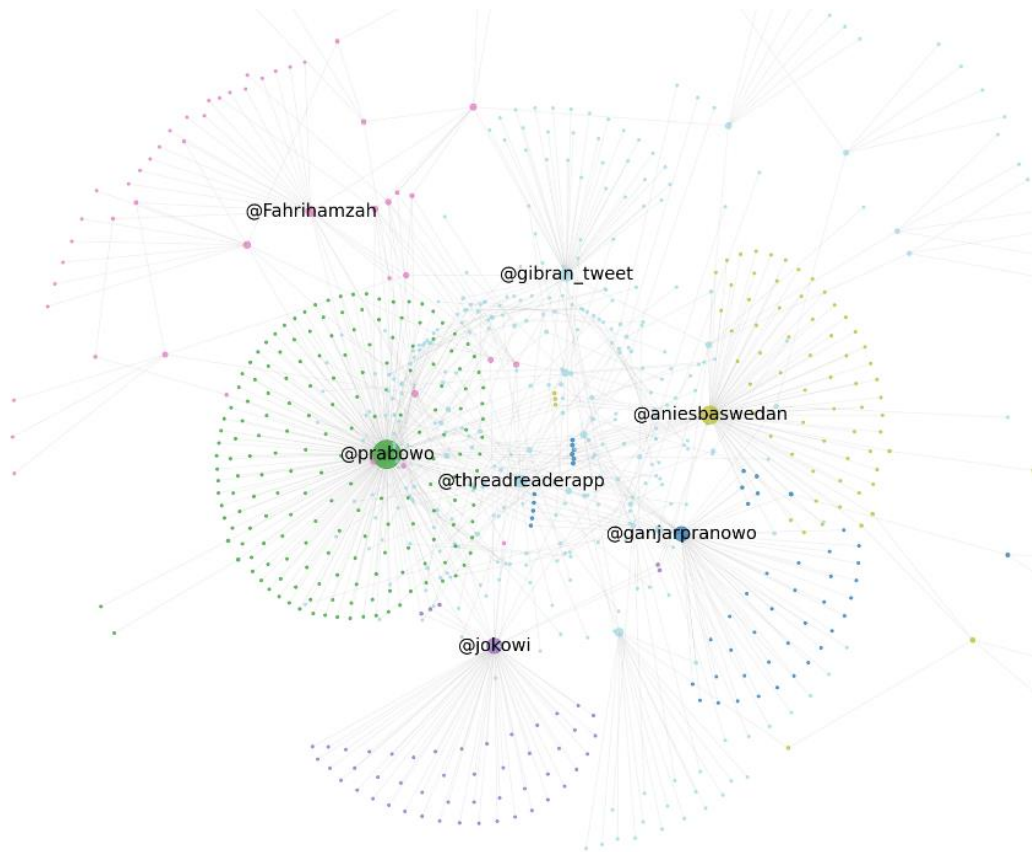 @Fahrihamzah
@gibran_tweet
@aniesbaswedan
@prabowo
@threadreaderapp
@ganjarpranowo
@jokowi